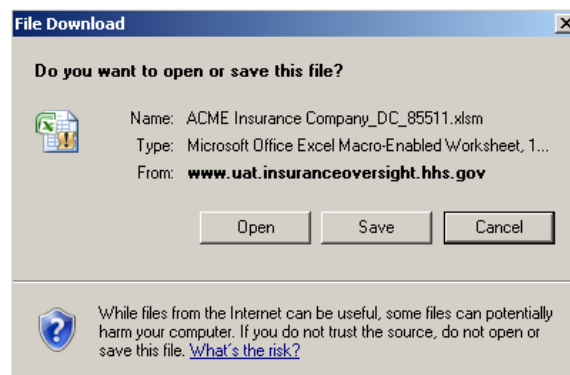 File Download
Do you want to open or save this file?
Name: ACME Insurance Company_DC_85511.xlsm
Type: Microsoft Office Excel Macro-Enabled Worksheet, 1...
From: www.uat.insuranceoversight.hhs.gov
Open Save Cancel
While files from the Internet can be useful, some files can potentially
harm your computer. If you do not trust the source, do not open or
save this file. What's the risk?